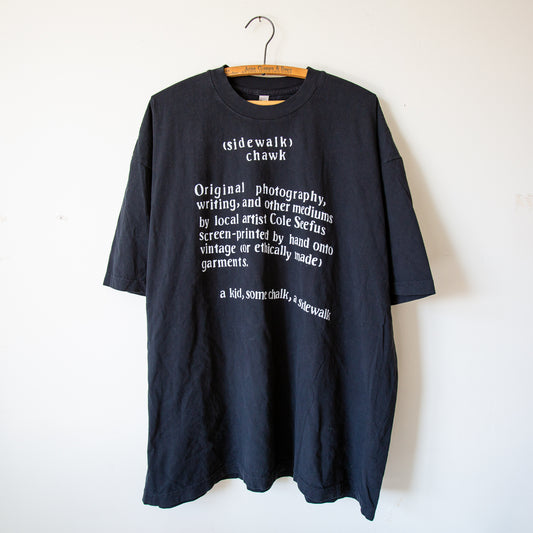 (sidewalk)
chawk
Original photography,
writing, and other mediums
by local artist Cole Seefus
screen-printed by hand onto
vintage (or ethically made)
garments.
a kid, some chalk, a sidewalk